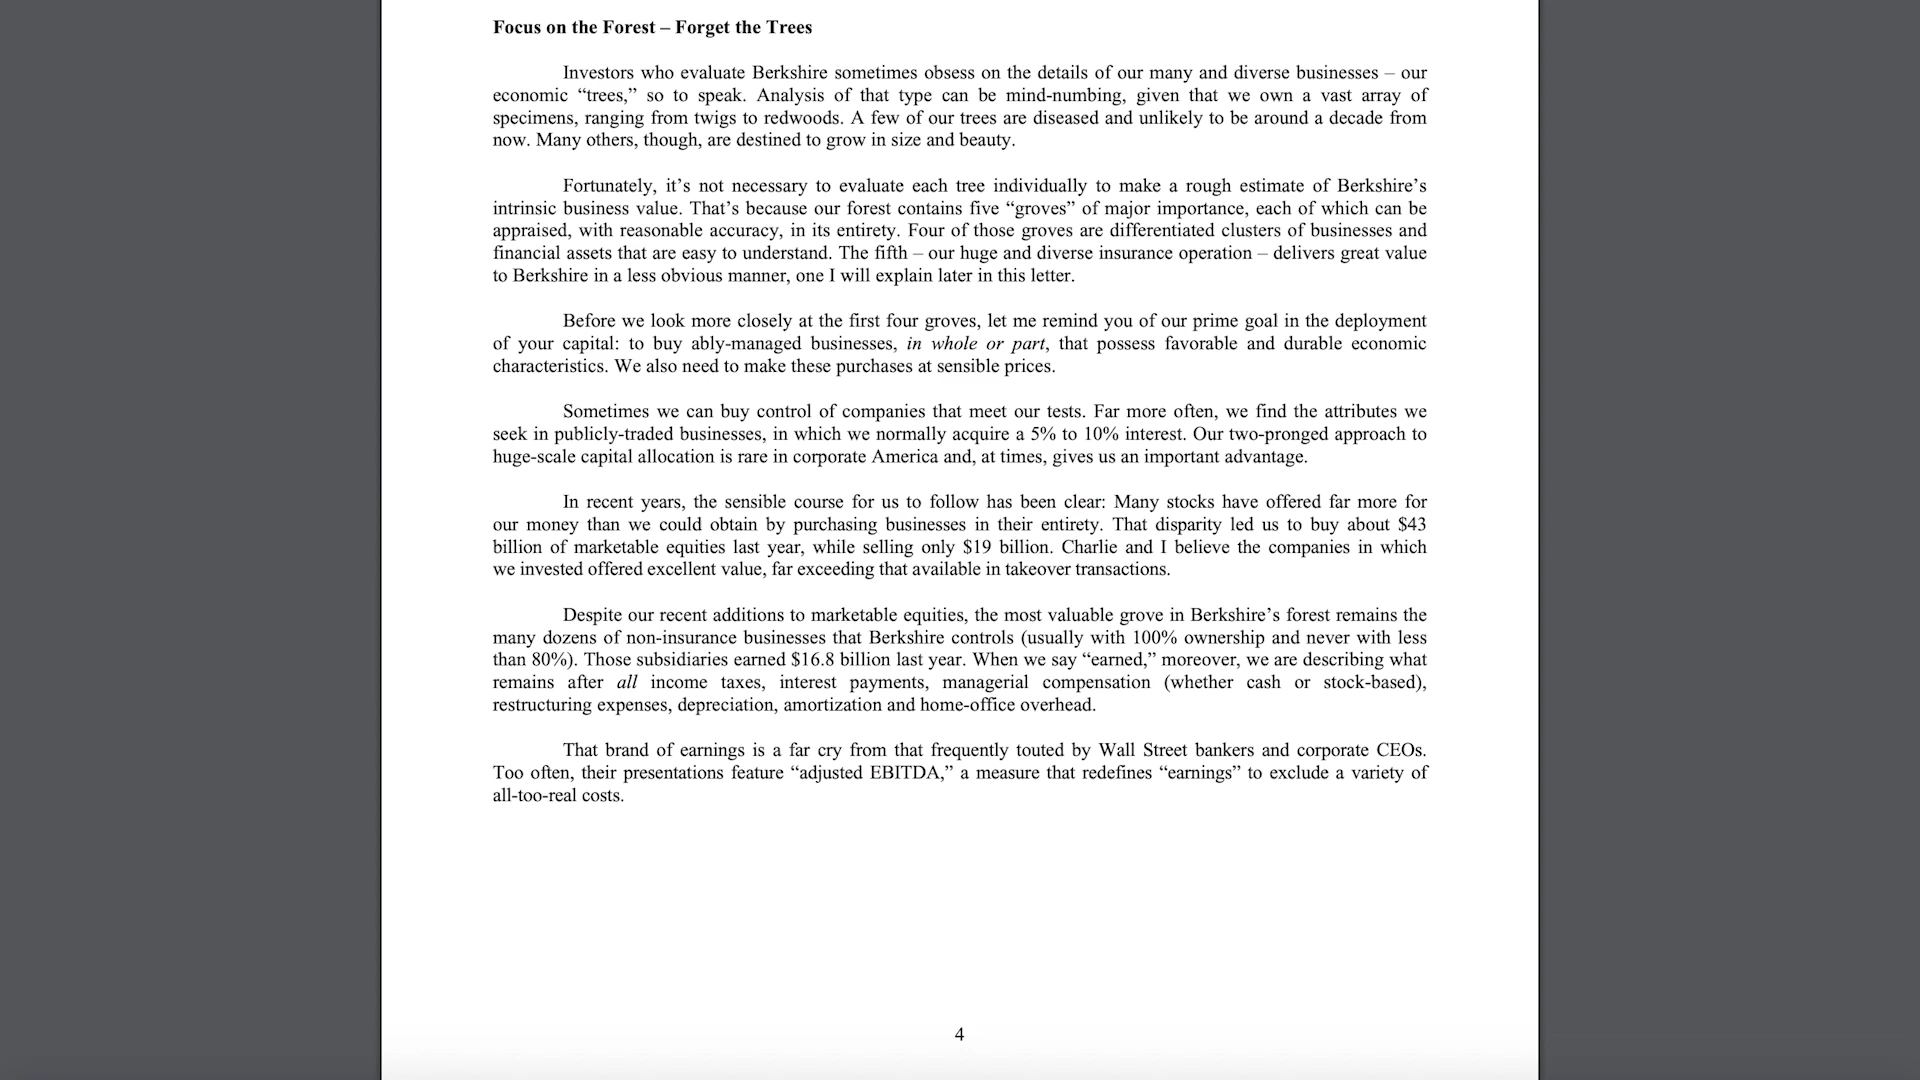 Focus on the Forest – Forget the Trees
Investors who evaluate Berkshire sometimes obsess on the details of our many and diverse businesses – our
economic “trees,” so to speak. Analysis of that type can be mind-numbing, given that we own a vast array of
specimens, ranging from twigs to redwoods. A few of our trees are diseased and unlikely to be around a decade from
now. Many others, though, are destined to grow in size and beauty.
Fortunately, it’s not necessary to evaluate each tree individually to make a rough estimate of Berkshire’s
intrinsic business value. That’s because our forest contains five “groves” of major importance, each of which can be
appraised, with reasonable accuracy, in its entirety. Four of those groves are differentiated clusters of businesses and
financial assets that are easy to understand. The fifth – our huge and diverse insurance operation – delivers great value
to Berkshire in a less obvious manner, one I will explain later in this letter.
Before we look more closely at the first four groves, let me remind you of our prime goal in the deployment
of your capital: to buy ably-managed businesses, in whole or part, that possess favorable and durable economic
characteristics. We also need to make these purchases at sensible prices.
Sometimes we can buy control of companies that meet our tests. Far more often, we find the attributes we
seek in publicly-traded businesses, in which we normally acquire a 5% to 10% interest. Our two-pronged approach to
huge-scale capital allocation is rare in corporate America and, at times, gives us an important advantage.
In recent years, the sensible course for us to follow has been clear: Many stocks have offered far more for
our money than we could obtain by purchasing businesses in their entirety. That disparity led us to buy about $43
billion of marketable equities last year, while selling only $19 billion. Charlie and I believe the companies in which
we invested offered excellent value, far exceeding that available in takeover transactions.
Despite our recent additions to marketable equities, the most valuable grove in Berkshire’s forest remains the
many dozens of non-insurance businesses that Berkshire controls (usually with 100% ownership and never with less
than 80%). Those subsidiaries earned $16.8 billion last year. When we say “earned,” moreover, we are describing what
remains after all income taxes, interest payments, managerial compensation (whether cash or stock-based),
restructuring expenses, depreciation, amortization and home-office overhead.
That brand of earnings is a far cry from that frequently touted by Wall Street bankers and corporate CEOs.
Too often, their presentations feature “adjusted EBITDA,” a measure that redefines “earnings” to exclude a variety of
all-too-real costs.
4